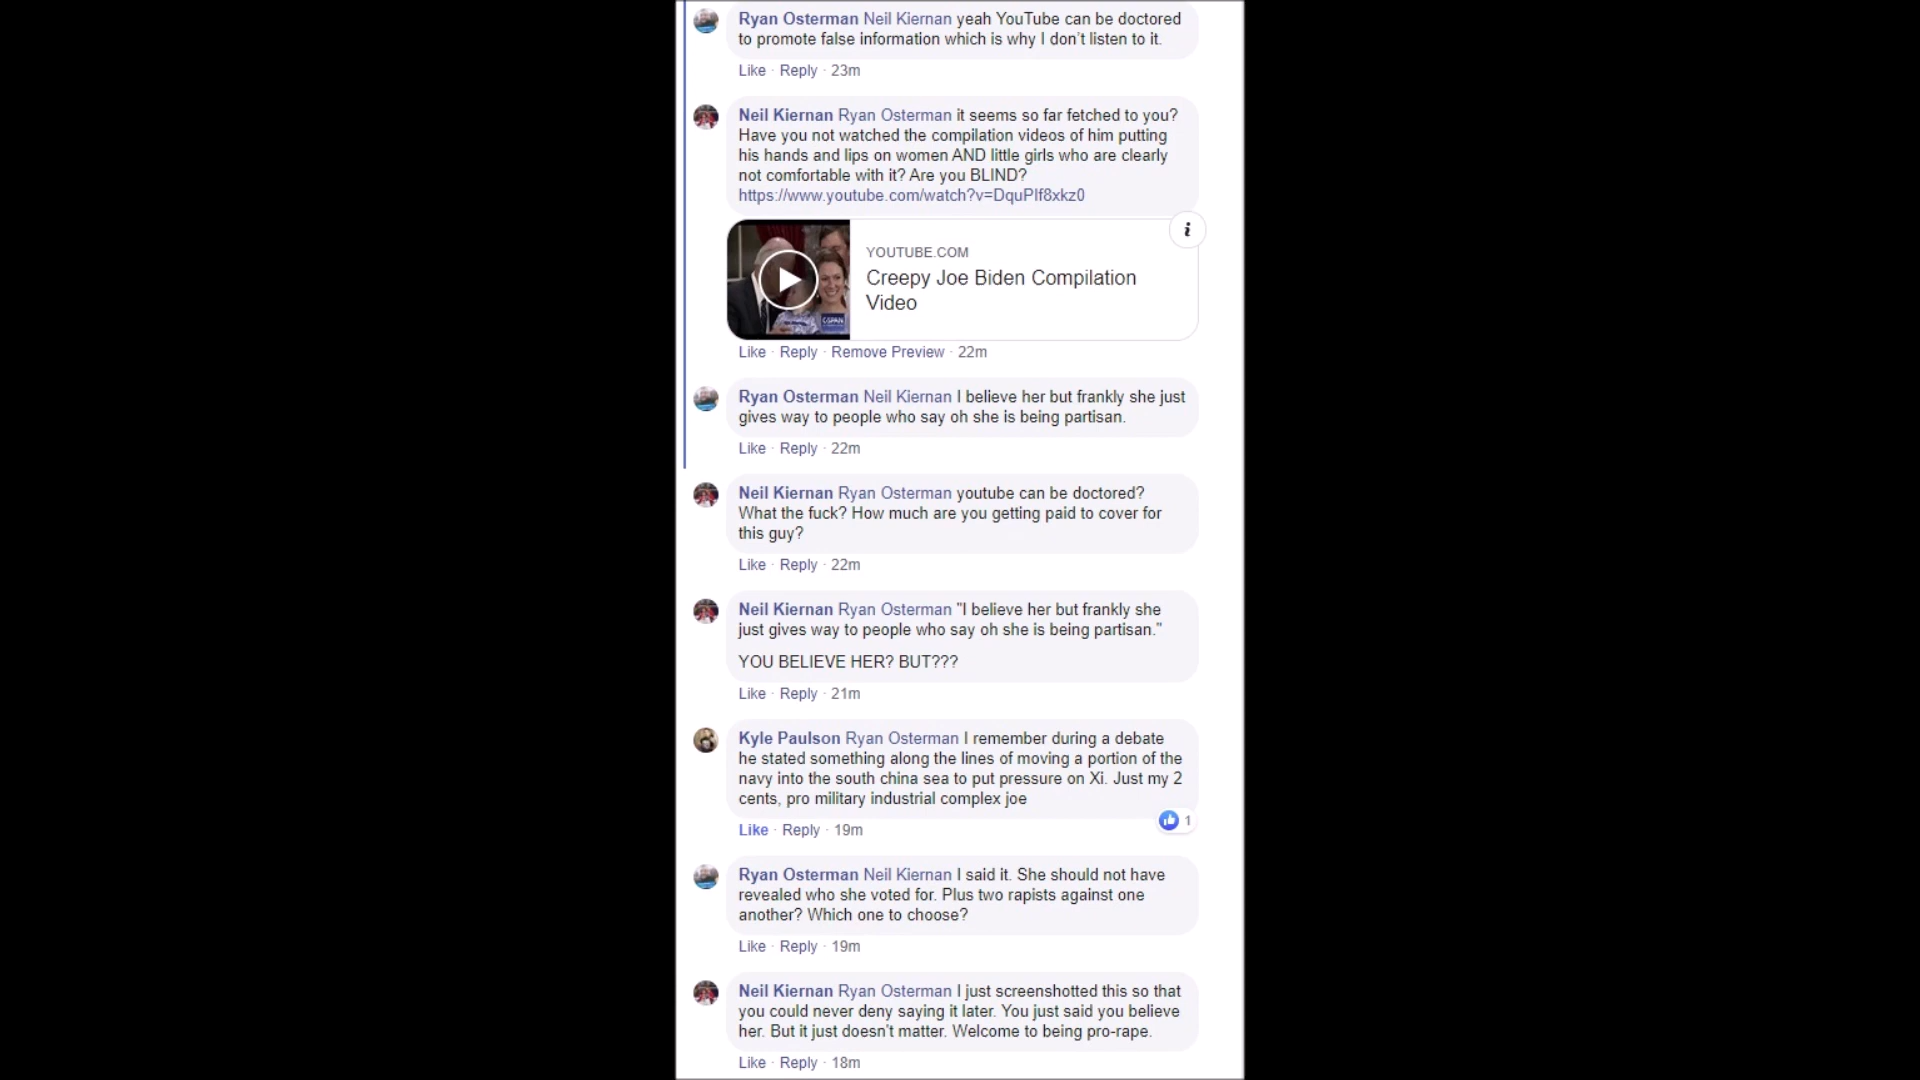 Ryan Osterman Neil Kiernan yeah YouTube can be doctored
to promote false information which is why I don't listen to it.
Like · Reply · 23m
Neil Kiernan Ryan Osterman it seems so far fetched to you?
Have you not watched the compilation videos of him putting
his hands and lips on women AND little girls who are clearly
not comfortable with it? Are you BLIND?
https://www.youtube.com/watch?v=DquPIf8xkz0
i
YOUTUBE.COM
Creepy Joe Biden Compilation
Video
C-SPAN
Like · Reply · Remove Preview · 22m
Ryan Osterman Neil Kiernan I believe her but frankly she just
gives way to people who say oh she is being partisan.
Like · Reply · 22m
Neil Kiernan Ryan Osterman youtube can be doctored?
What the fuck? How much are you getting paid to cover for
this guy?
Like · Reply · 22m
Neil Kiernan Ryan Osterman "I believe her but frankly she
just gives way to people who say oh she is being partisan."
YOU BELIEVE HER? BUT???
Like · Reply · 21m
Kyle Paulson Ryan Osterman I remember during a debate
he stated something along the lines of moving a portion of the
navy into the south china sea to put pressure on Xi. Just my 2
cents, pro military industrial complex joe
1
Like · Reply · 19m
Ryan Osterman Neil Kiernan I said it. She should not have
revealed who she voted for. Plus two rapists against one
another? Which one to choose?
Like · Reply · 19m
Neil Kiernan Ryan Osterman I just screenshotted this so that
you could never deny saying it later. You just said you believe
her. But it just doesn't matter. Welcome to being pro-rape.
Like · Reply · 18m